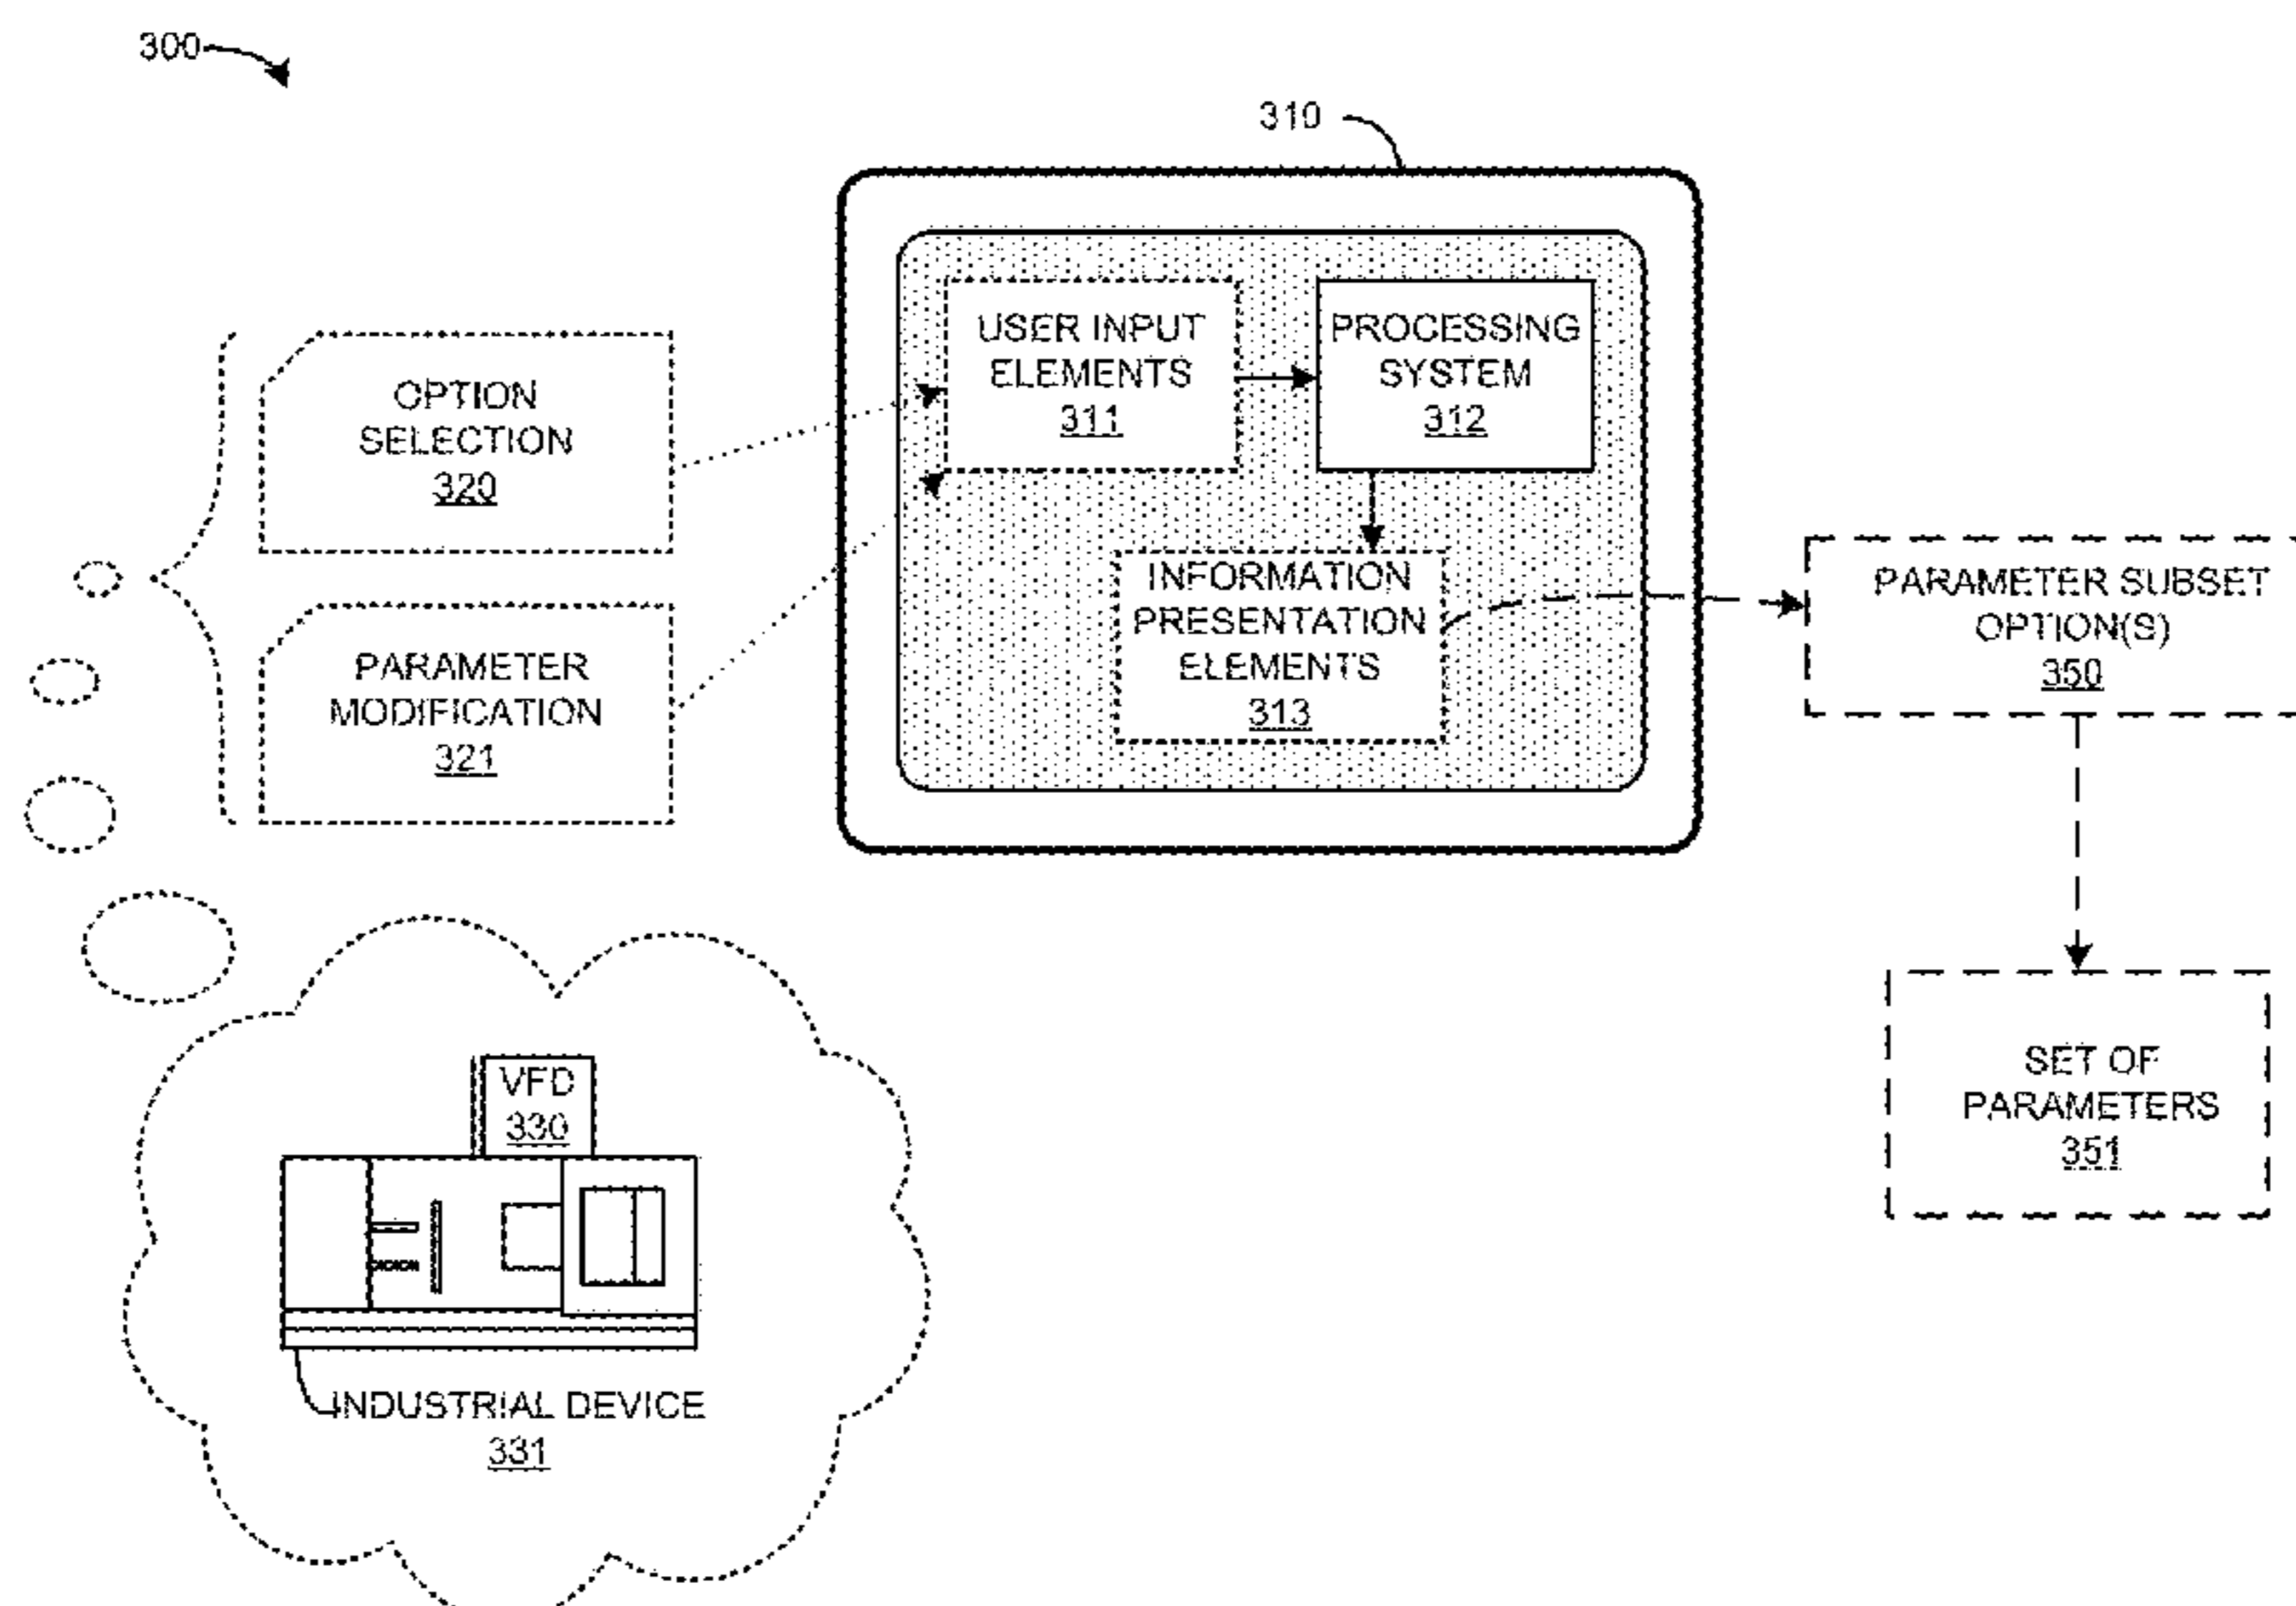 300
310
USER INPUT
ELEMENTS
311
PROCESSING
SYSTEM
312
OPTION
SELECTION
320
INFORMATION
PRESENTATION
ELEMENTS
313
PARAMETER SUBSET
OPTION(S)
350
PARAMETER
MODIFICATION
321
SET OF
PARAMETERS
351
VFD
330
INDUSTRIAL DEVICE
331